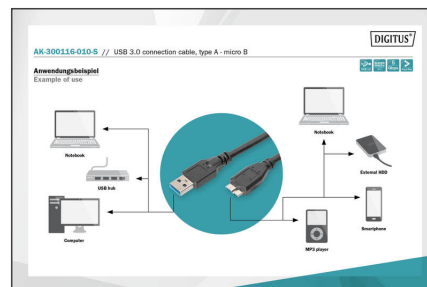 DIGITUS®
AK-300116-010-S // USB 3.0 connection cable, type A - micro B
Anwendungsbeispiel
Example of use
Notebook
USB hub
Computer
Notebook
External HDD
Smartphone
MP3 player